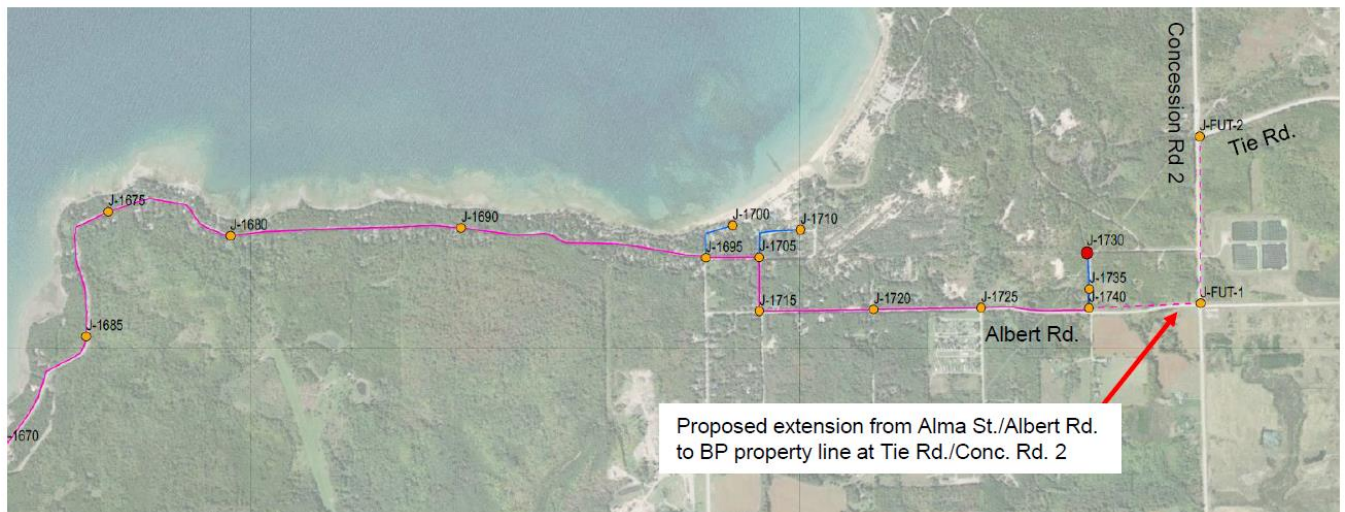 Concession Rd 2
J-FUT-2
Tie Rd.
J-1675
J-1680
J-1690
J-1700
J-1710
J-1695
J-1705
J-1730
J-1735
J-1685
J-1715
J-1720
J-1725
J-1740
J-FUT-1
Albert Rd.
-1670
Proposed extension from Alma St./Albert Rd.
to BP property line at Tie Rd./Conc. Rd. 2